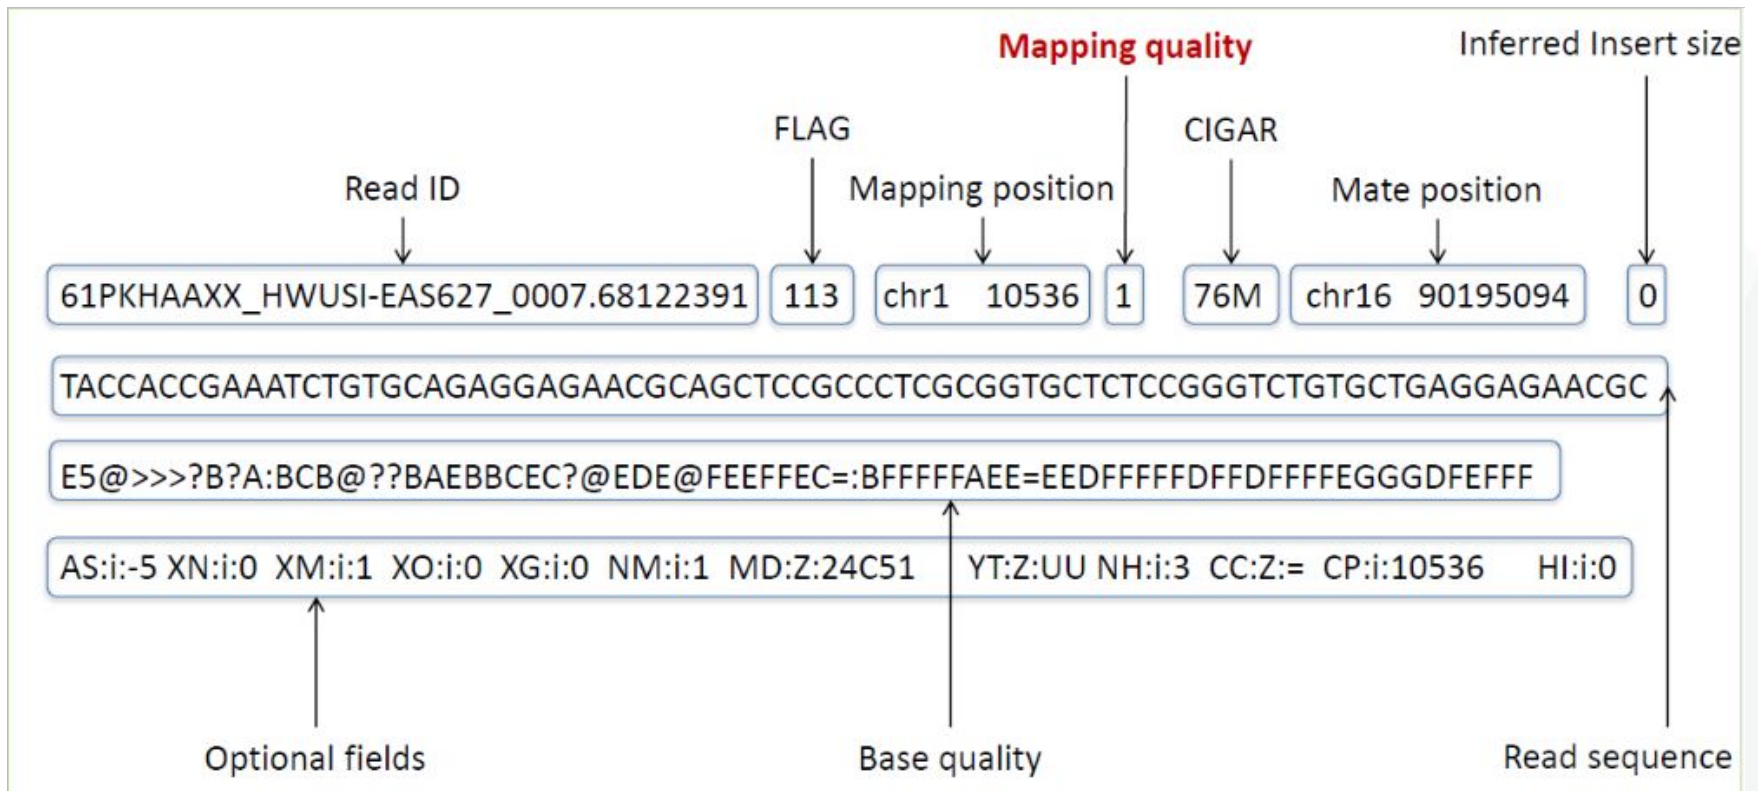 Mapping quality
Inferred Insert size
FLAG
CIGAR
Read ID
Mapping position
Mate position
61PKHAAXX_HWUSI-EAS627_0007.68122391 113 chr1 10536 1 76M chr16 90195094 0
TACCACCGAAATCTGTGCAGAGGAGAACGCAGCTCCGCCCTCGCGGTGCTCTCCGGGTCTGTGCTGAGGAGAACGC
E5@>>>?B?A:BCB@??BAEBBCEC?@EDE@FEEFFEC=:BFFFFFAEE=EEDFFFFFDFFDFFFFEGGGDFEFFF
AS:i:-5 XN:i:0 XM:i:1 XO:i:0 XG:i:0 NM:i:1 MD:Z:24C51 YT:Z:UU NH:i:3 CC:Z:= CP:i:10536 HI:i:0
Optional fields
Base quality
Read sequence